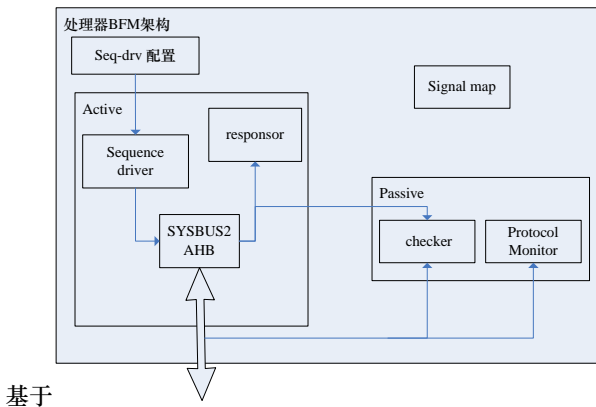 处理器BFM架构
Seq-drv 配置
Signal map
Active
responsor
Sequence
driver
Passive
SYSBUS2
AHB
checker
Protocol
Monitor
基于